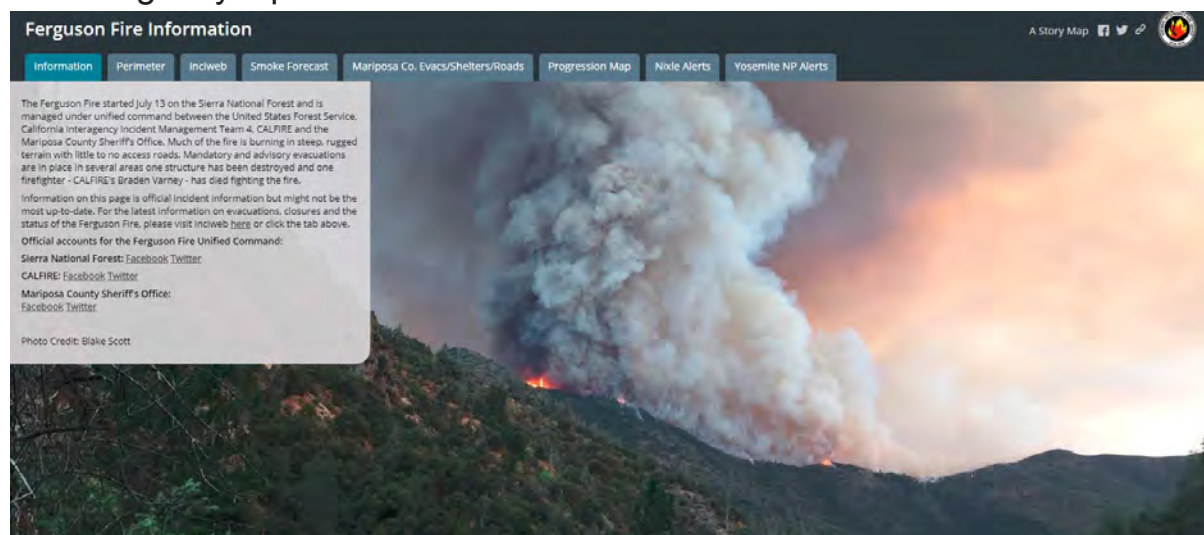 Ferguson Fire Information
A Story Map
Information
Perimeter
Inciweb
Smoke Forecast
Mariposa Co. Evacs/Shelters/Roads
Progression Map
Nixle Alerts
Yosemite NP Alerts
The Ferguson Fire started July 13 on the Sierra National Forest and is
managed under unified command between the United States Forest Service,
California Interagency Incident Management Team 4, CALFIRE and the
Mariposa County Sheriff's Office. Much of the fire is burning in steep, rugged
terrain with little to no access roads. Mandatory and advisory evacuations
are in place in several areas one structure has been destroyed and one
firefighter - CALFIRE's Braden Varney - has died fighting the fire.
Information on this page is official incident information but might not be the
most up-to-date. For the latest information on evacuations, closures and the
status of the Ferguson Fire, please visit Inciweb here or click the tab above.
Official accounts for the Ferguson Fire Unified Command:
Sierra National Forest: Facebook Twitter
CALFIRE: Facebook Twitter
Mariposa County Sheriff's Office:
Facebook Twitter
Photo Credit: Blake Scott